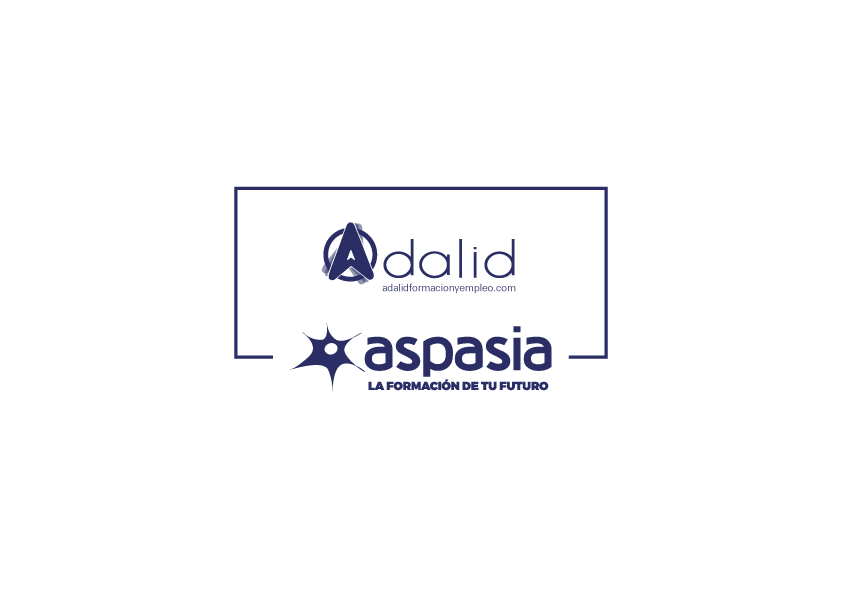 Adalid
adalidformacionyempleo.com
aspasia
LA FORMACIÓN DE TU FUTURO